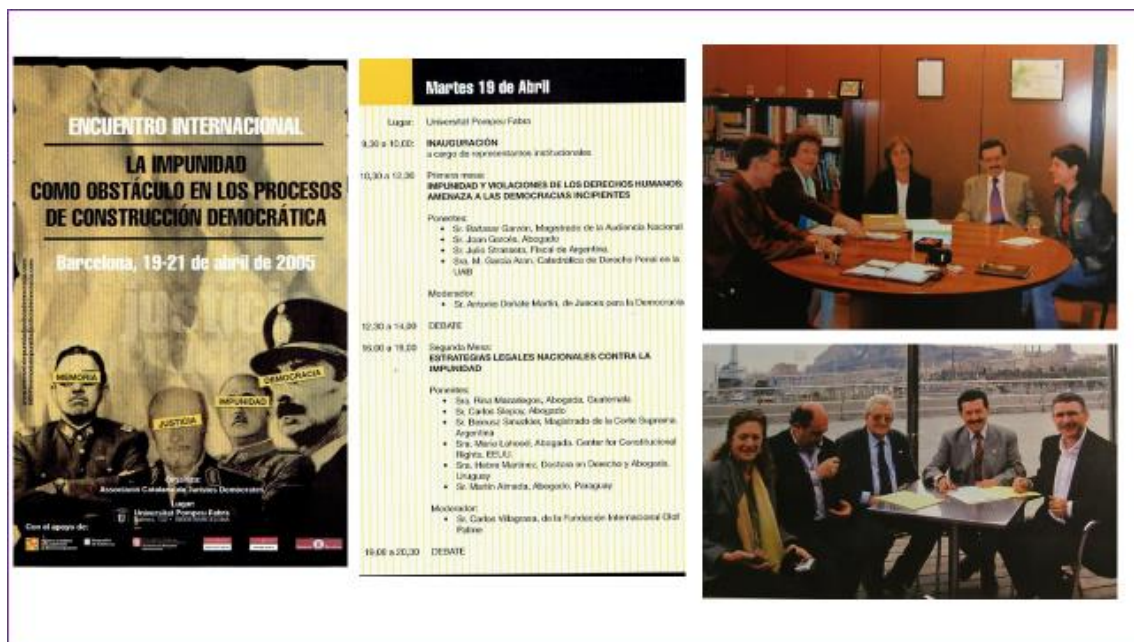 ENCUENTRO INTERNACIONAL
LA IMPUNIDAD
COMO OBSTÁCULO EN LOS PROCESOS
DE CONSTRUCCIÓN DEMOCRÁTICA
Barcelona, 19-21 de abril de 2005
MEMORIA
JUSTICIA
IMPUNIDAD
DEMOCRACIA
Organiza:
Associació Catalana de Juristes Demòcrates
Lugar:
Universitat Pompeu Fabra
Con el apoyo de:
Martes 19 de Abril
Lugar: Universitat Pompeu Fabra
9,30 a 10,00: INAUGURACIÓN
a cargo de representantes institucionales
10,30 a 12,30 Primera mesa:
IMPUNIDAD Y VIOLACIONES DE LOS DERECHOS HUMANOS:
AMENAZA A LAS DEMOCRACIAS INCIPIENTES
Ponentes:
• Sr. Baltasar Garzón, Magistrado de la Audiencia Nacional
• Sr. Joan Garcés, Abogado
• Sr. Julio Strassera, Fiscal de Argentina
• Sra. M. García Aran, Catedrática de Derecho Penal en la
UAB
Moderador:
• Sr. Antonio Doñate Martín, de Jueces para la Democracia
12,30 a 14,00 DEBATE
16,00 a 19,00 Segunda Mesa:
ESTRATEGIAS LEGALES NACIONALES CONTRA LA
IMPUNIDAD
Ponentes:
• Sra. Abogada, Guatemala
• Sr. Carlos Slepoy, Abogado
• Sr. Magistrado de la Corte Suprema,
Argentina
• Sra. Maria Abogada, Center for Constitutional
Rights, EEUU
• Sra. Hebe Martínez, Doctora en Derecho y Abogada,
Uruguay
• Sr. Martín Almada, Abogado, Paraguay
Moderador:
• Sr. Carlos Villagrasa, de la Fundación Internacional Olof
Palme
19,00 a 20,30 DEBATE